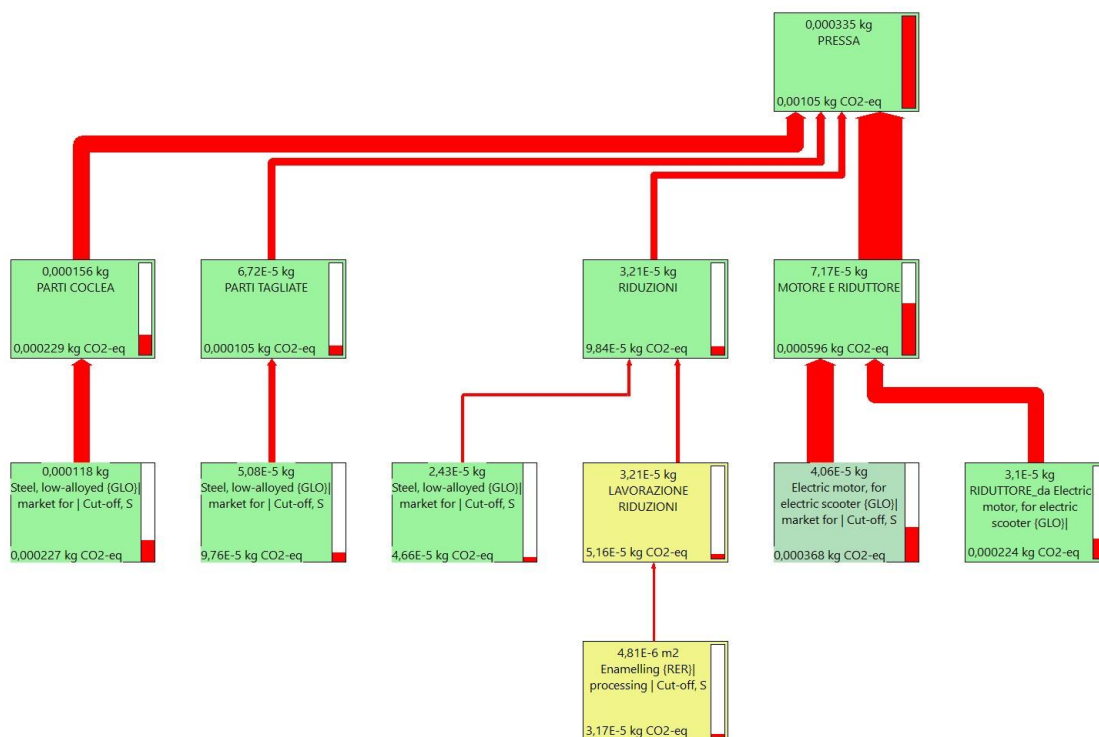 0,000335 kg
PRESSA
0,00105 kg CO2-eq
0,000156 kg
PARTI COCLEA
0,000229 kg CO2-eq
6,72E-5 kg
PARTI TAGLIATE
0,000105 kg CO2-eq
3,21E-5 kg
RIDUZIONI
9,84E-5 kg CO2-eq
7,17E-5 kg
MOTORE E RIDUTTORE
0,000596 kg CO2-eq
0,000118 kg
Steel, low-alloyed {GLO}|
market for | Cut-off, S
0,000227 kg CO2-eq
5,08E-5 kg
Steel, low-alloyed {GLO}|
market for | Cut-off, S
9,76E-5 kg CO2-eq
2,43E-5 kg
Steel, low-alloyed {GLO}|
market for | Cut-off, S
4,66E-5 kg CO2-eq
3,21E-5 kg
LAVORAZIONE
RIDUZIONI
5,16E-5 kg CO2-eq
4,06E-5 kg
Electric motor, for
electric scooter {GLO}|
market for | Cut-off, S
0,000368 kg CO2-eq
3,1E-5 kg
RIDUTTORE_da Electric
motor, for electric
scooter {GLO}|
0,000224 kg CO2-eq
4,81E-6 m2
Enamelling {RER}|
processing | Cut-off, S
3,17E-5 kg CO2-eq